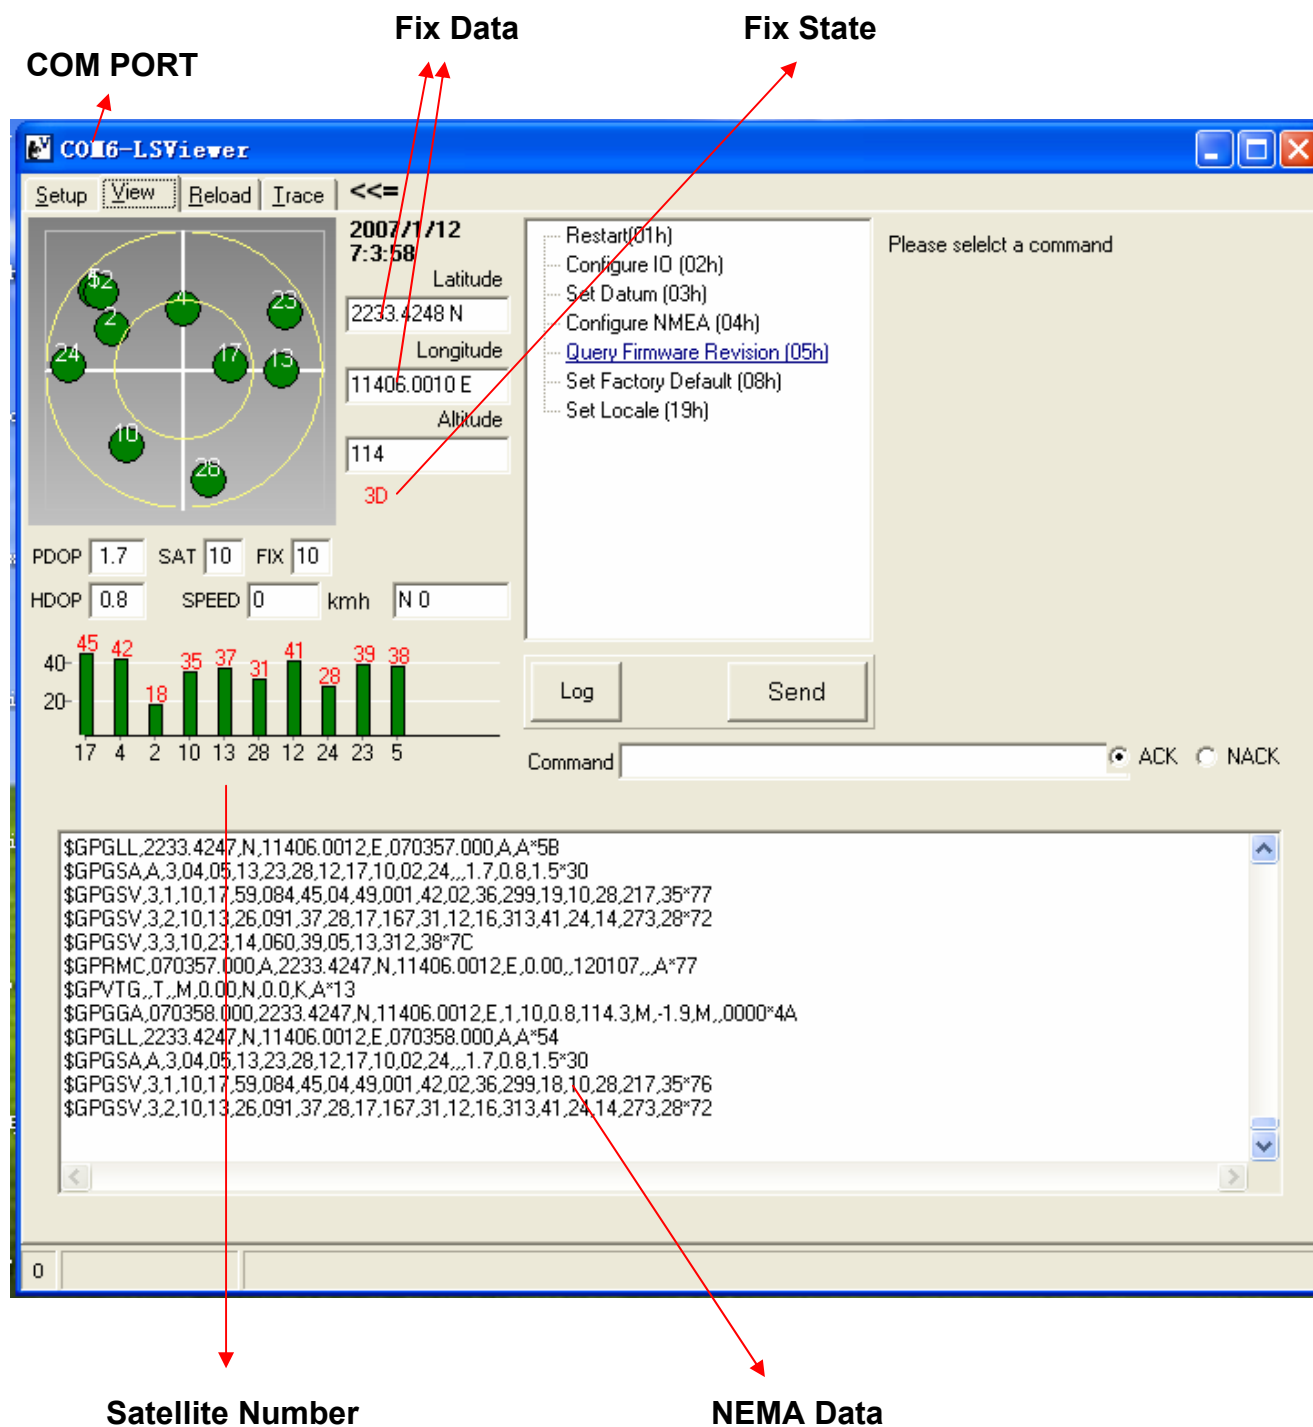 Fix Data
Fix State
COM PORT
COM6-LSViewer
Setup View Reload Trace <<=
2007/1/12
7:3:58
Latitude
2233.4248 N
Longitude
11406.0010 E
Altitude
114
3D
12
5
4
23
2
24
17
13
10
28
Restart(01h)
Configure IO (02h)
Set Datum (03h)
Configure NMEA (04h)
Query Firmware Revision (05h)
Set Factory Default (08h)
Set Locale (19h)
Please selelct a command
PDOP 1.7 SAT 10 FIX 10
HDOP 0.8 SPEED 0 kmh N 0
45 42 18 35 37 31 41 28 39 38
40
20
17 4 2 10 13 28 12 24 23 5
Log Send
Command ACK NACK
$GPGLL,2233.4247,N,11406.0012,E,070357.000,A,A*5B
$GPGSA,A,3,04,05,13,23,28,12,17,10,02,24,,,1.7,0.8,1.5*30
$GPGSV,3,1,10,17,59,084,45,04,49,001,42,02,36,299,19,10,28,217,35*77
$GPGSV,3,2,10,13,26,091,37,28,17,167,31,12,16,313,41,24,14,273,28*72
$GPGSV,3,3,10,23,14,060,39,05,13,312,38*7C
$GPRMC,070357.000,A,2233.4247,N,11406.0012,E,0.00,,120107,,,A*77
$GPVTG,,T,,M,0.00,N,0.0,K,A*13
$GPGGA,070358.000,2233.4247,N,11406.0012,E,1,10,0.8,114.3,M,-1.9,M,,0000*4A
$GPGLL,2233.4247,N,11406.0012,E,070358.000,A,A*54
$GPGSA,A,3,04,05,13,23,28,12,17,10,02,24,,,1.7,0.8,1.5*30
$GPGSV,3,1,10,17,59,084,45,04,49,001,42,02,36,299,18,10,28,217,35*76
$GPGSV,3,2,10,13,26,091,37,28,17,167,31,12,16,313,41,24,14,273,28*72
0
Satellite Number
NEMA Data